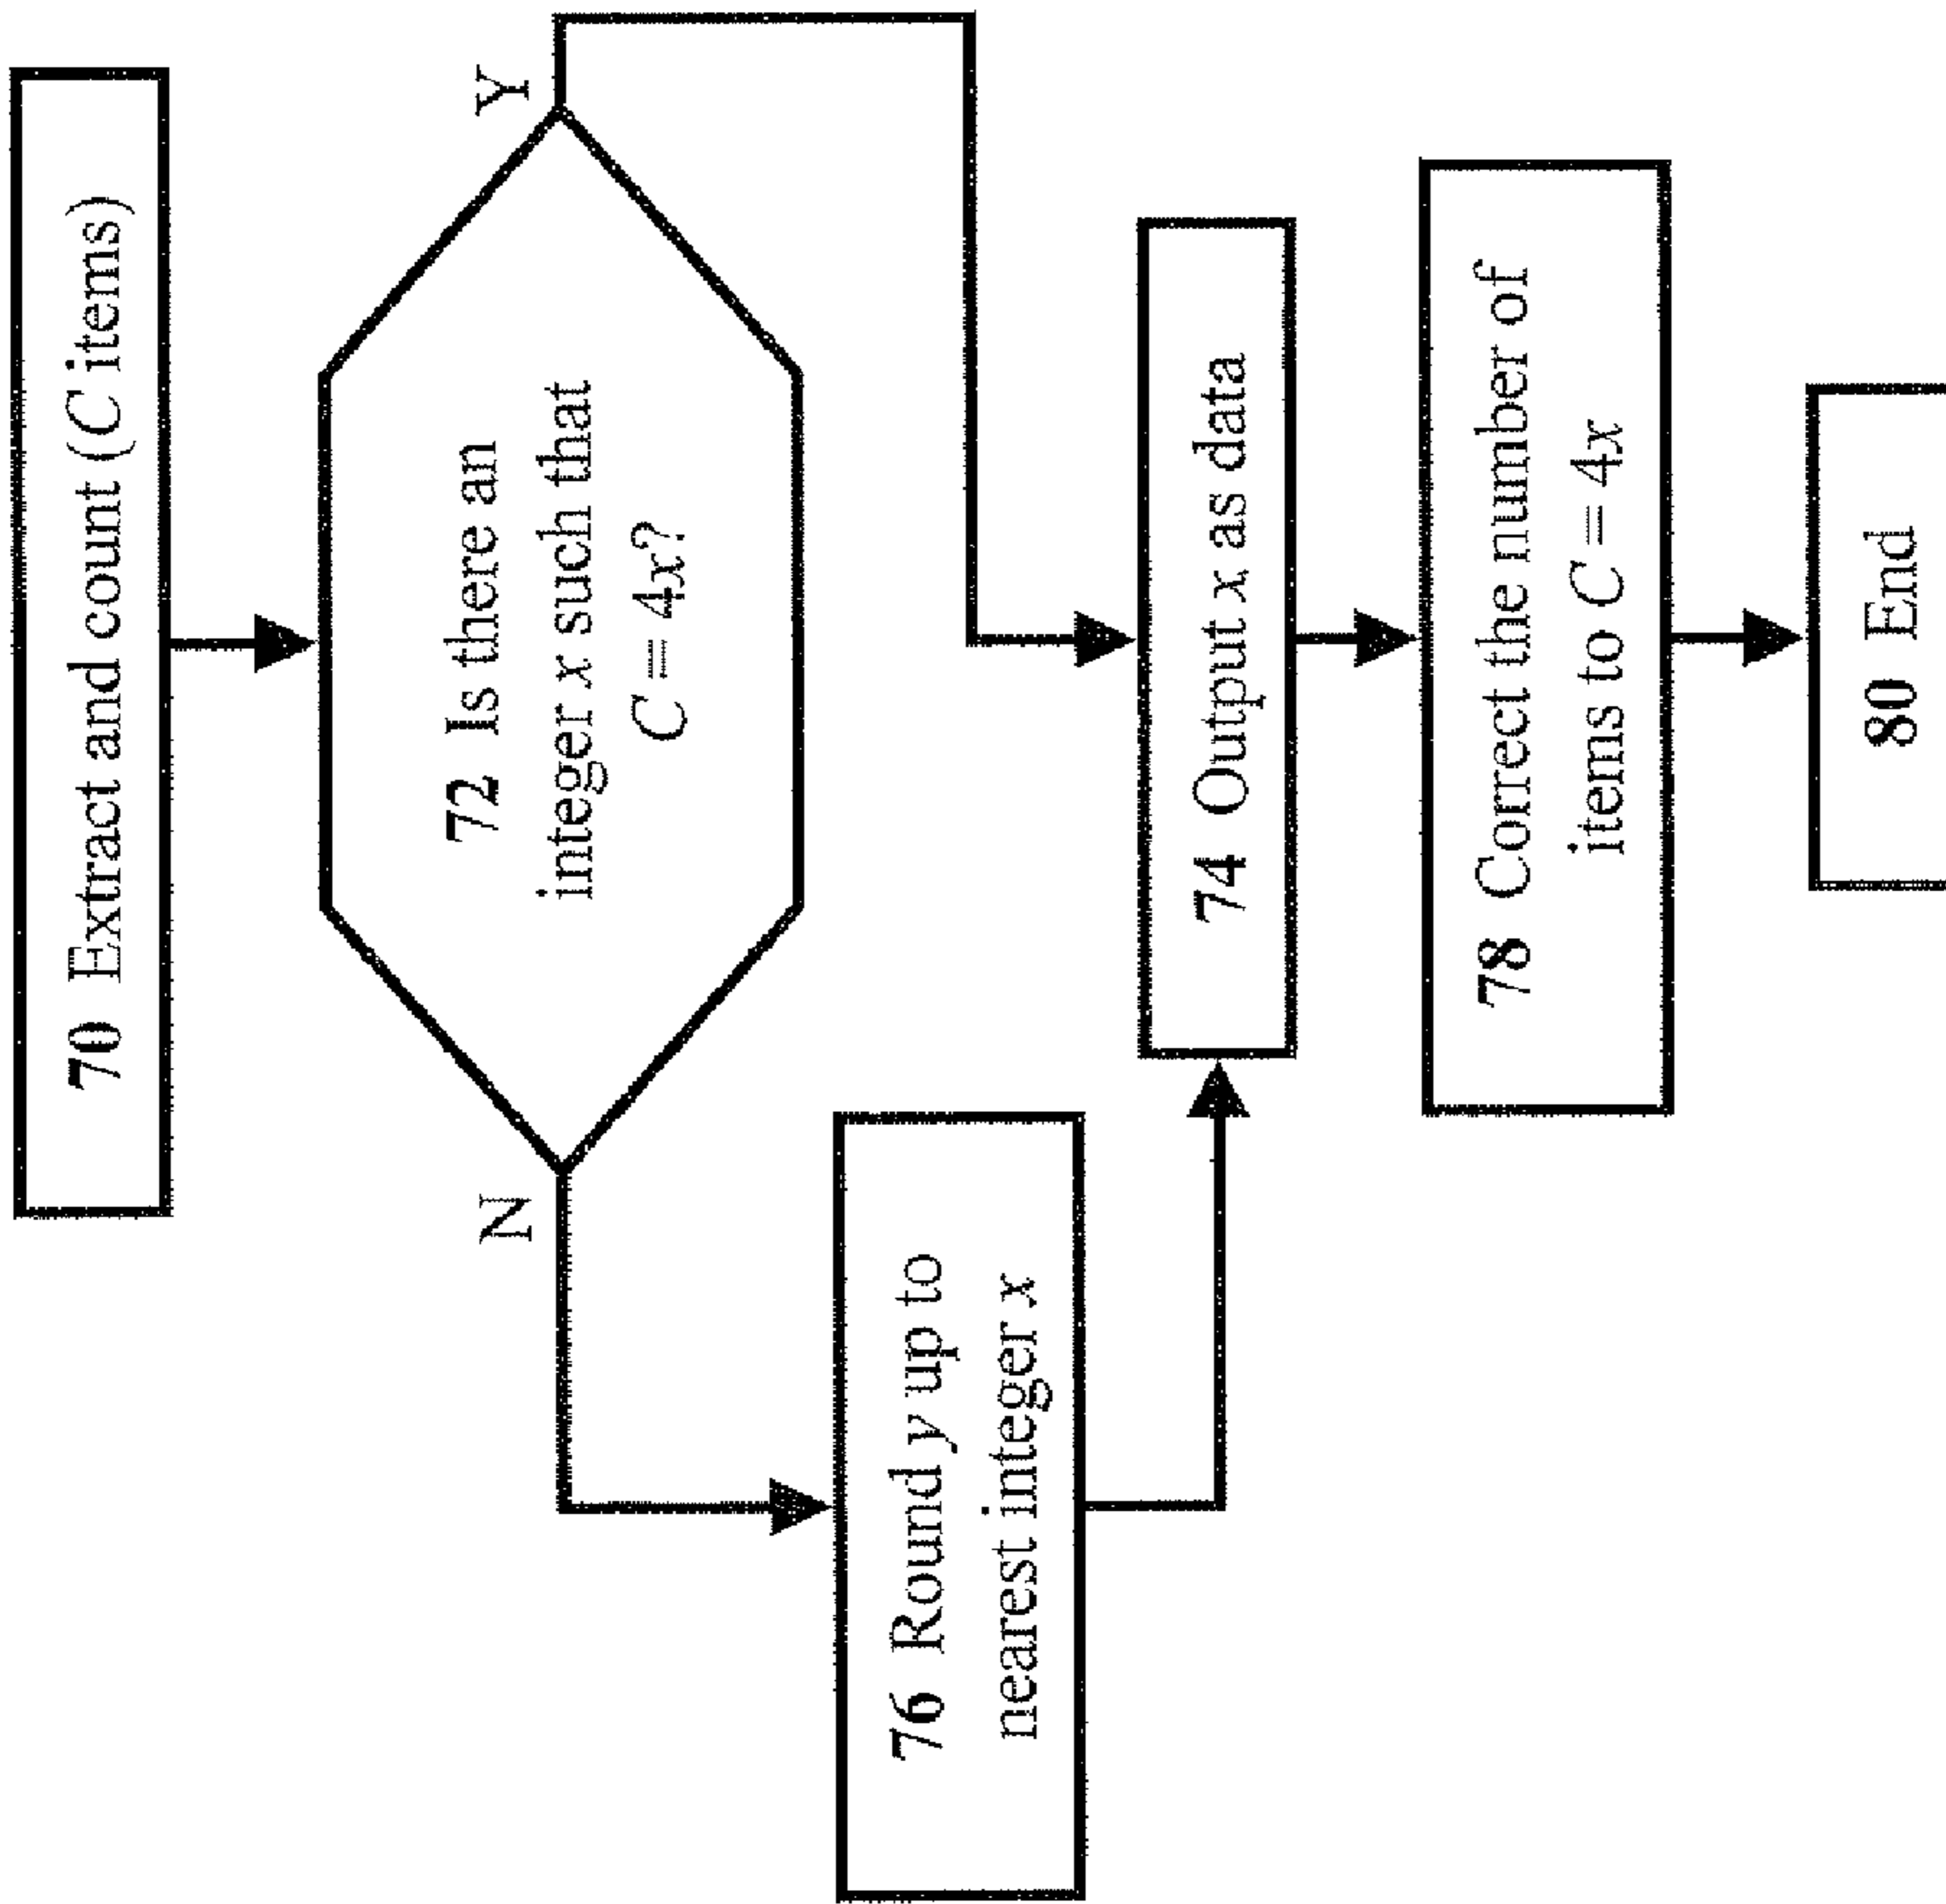 70 Extract and count (C items)
72 Is there an
integer x such that
C = 4x?
Y
N
76 Round y up to
nearest integer x
74 Output x as data
78 Correct the number of
items to C = 4x
80 End